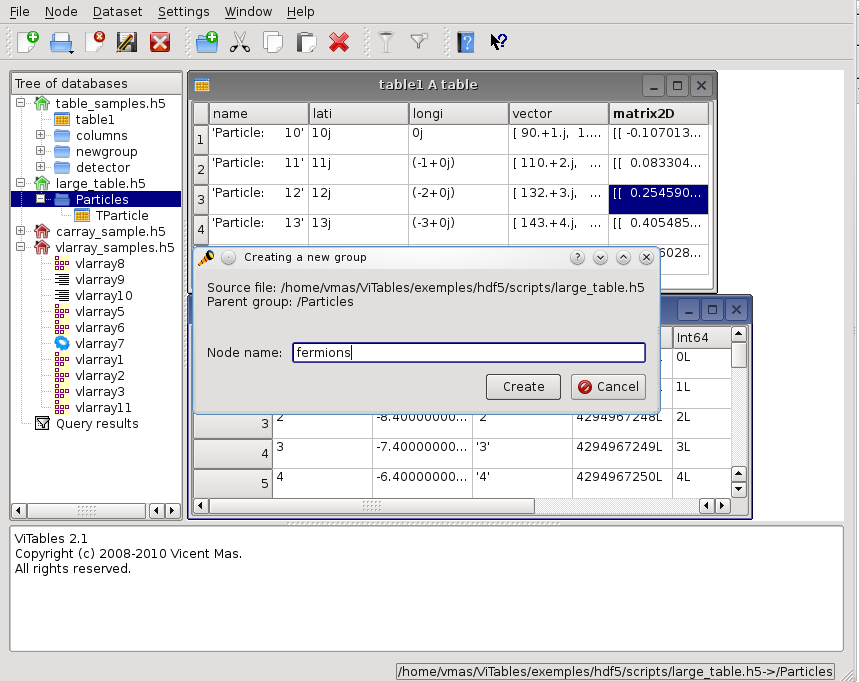 File Node Dataset Settings Window Help
Tree of databases
table_samples.h5
table1
columns
newgroup
detector
large_table.h5
Particles
TParticle
carray_sample.h5
vlarray_samples.h5
vlarray8
vlarray9
vlarray10
vlarray5
vlarray6
vlarray7
vlarray1
vlarray2
vlarray3
vlarray11
Query results
table1 A table
name lati longi vector matrix2D
1 'Particle: 10' 10j 0j [ 90.+1.j, 1.... [[ -0.107013...
2 'Particle: 11' 11j (-1+0j) [ 110.+2.j, ... [[ 0.083304...
3 'Particle: 12' 12j (-2+0j) [ 132.+3.j, ... [[ 0.254590...
4 'Particle: 13' 13j (-3+0j) [ 143.+4.j, ... [[ 0.405485...
6028...
Creating a new group
Source file: /home/vmas/ViTables/exemples/hdf5/scripts/large_table.h5
Parent group: /Particles
Node name: fermions
Create Cancel
Int64
0L
1L
3 2 -8.40000000... '2' 4294967248L 2L
4 3 -7.40000000... '3' 4294967249L 3L
5 4 -6.40000000... '4' 4294967250L 4L
ViTables 2.1
Copyright (c) 2008-2010 Vicent Mas.
All rights reserved.
/home/vmas/ViTables/exemples/hdf5/scripts/large_table.h5->/Particles